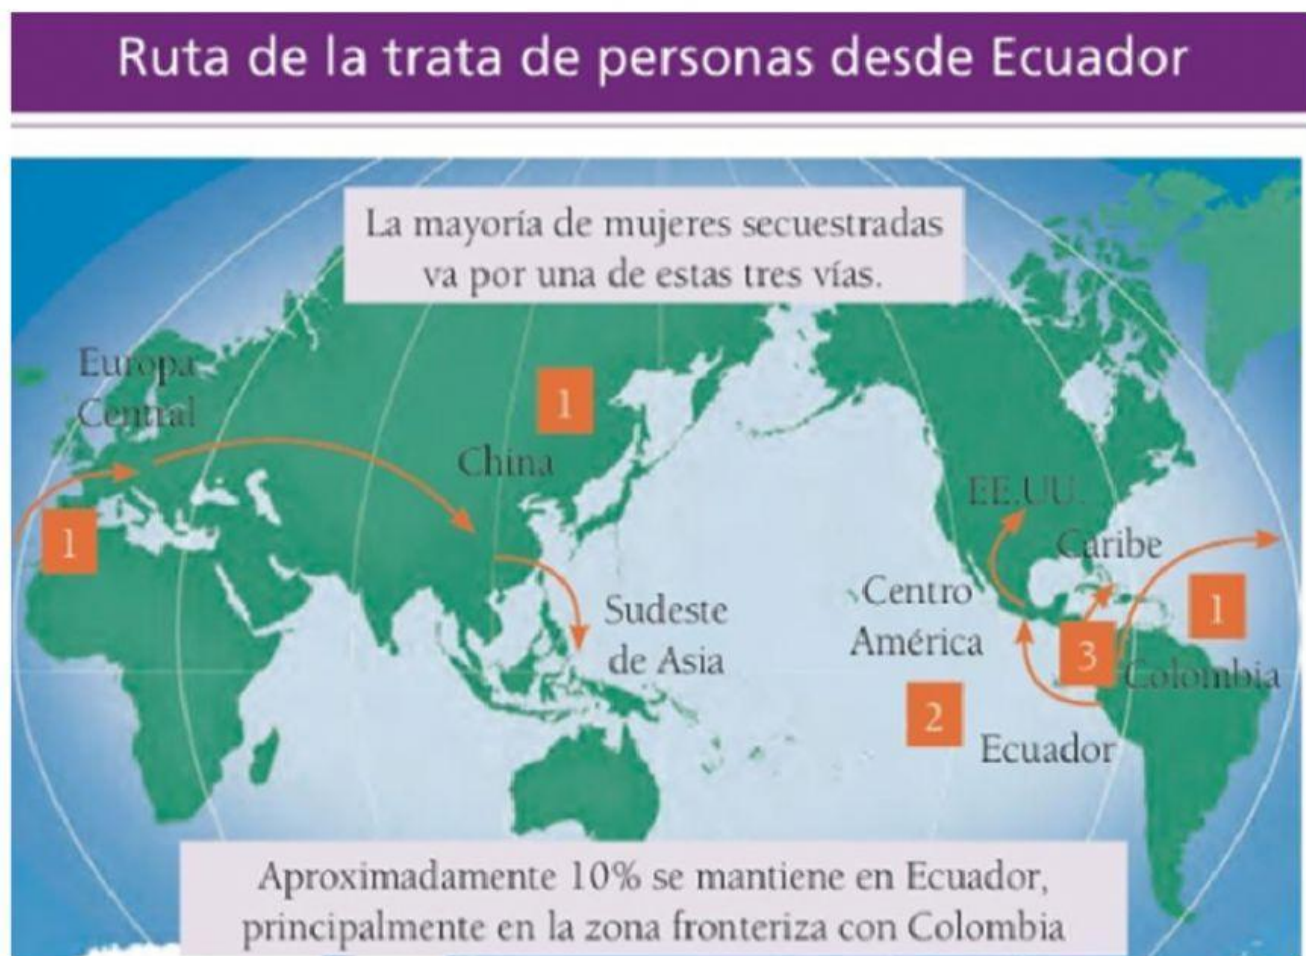 Ruta de la trata de personas desde Ecuador
La mayoría de mujeres secuestradas
va por una de estas tres vías.
Europa
Central
1
China
1
EE.UU.
Caribe
1
Sudeste
de Asia
Centro
América
1
3
Colombia
2
Ecuador
Aproximadamente 10% se mantiene en Ecuador,
principalmente en la zona fronteriza con Colombia